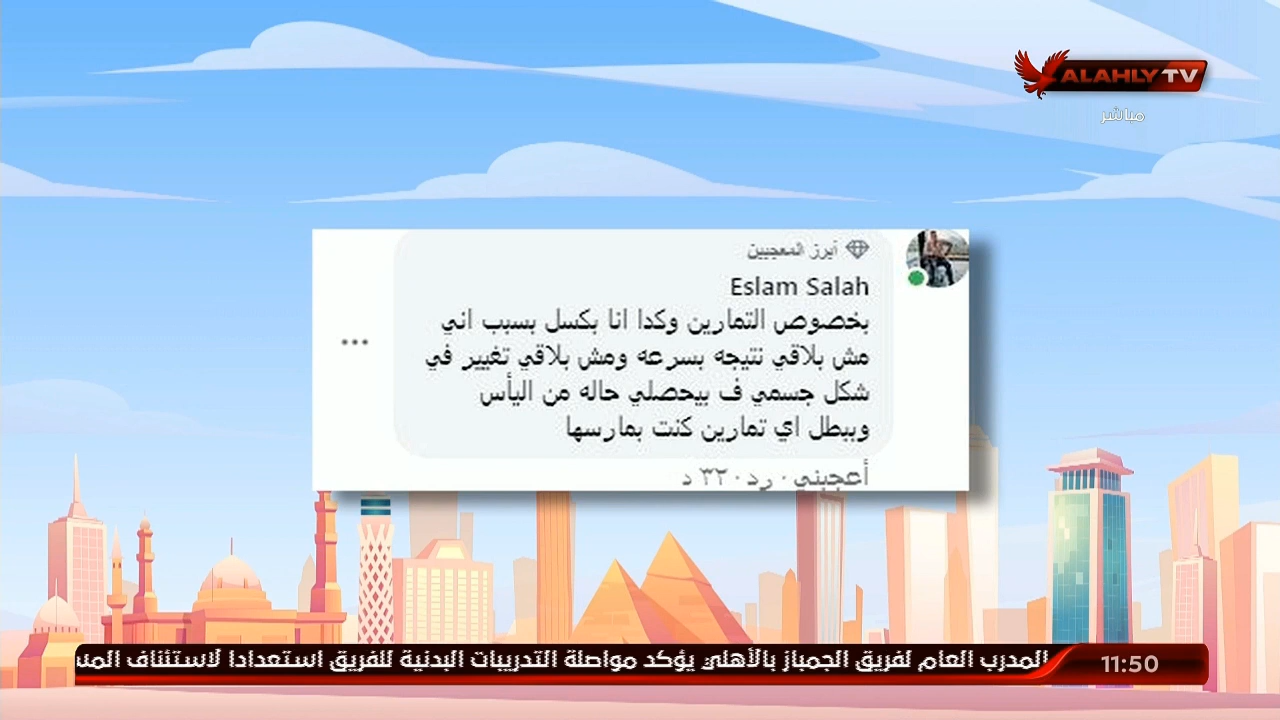 ALAHLY TV
مباشر
أبرز المعجبين
Eslam Salah
بخصوص التمارين وكدا انا بكسل بسبب اني
مش بلاقي نتيجه بسرعه ومش بلاقي تغيير في
شكل جسمي ف بيحصلي حاله من اليأس
وببطل اي تمارين كنت بمارسها
أعجبني · رد · ٣٢ د
المدرب العام لفريق الجمباز بالأهلي يؤكد مواصلة التدريبات البدنية للفريق استعدادا لاستئناف
11:50